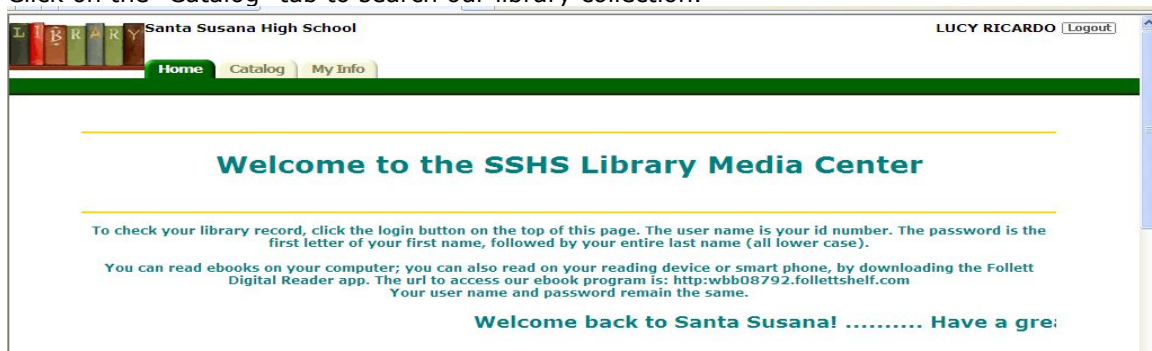 Click on the "Catalog" tab to search our library collection.
LIBRARY Santa Susana High School LUCY RICARDO Logout
Home Catalog My Info
Welcome to the SSHS Library Media Center
To check your library record, click the login button on the top of this page. The user name is your id number. The password is the
first letter of your first name, followed by your entire last name (all lower case).
You can read ebooks on your computer; you can also read on your reading device or smart phone, by downloading the Follett
Digital Reader app. The url to access our ebook program is: http:wbb08792.follettshelf.com
Your user name and password remain the same.
Welcome back to Santa Susana! .......... Have a grea